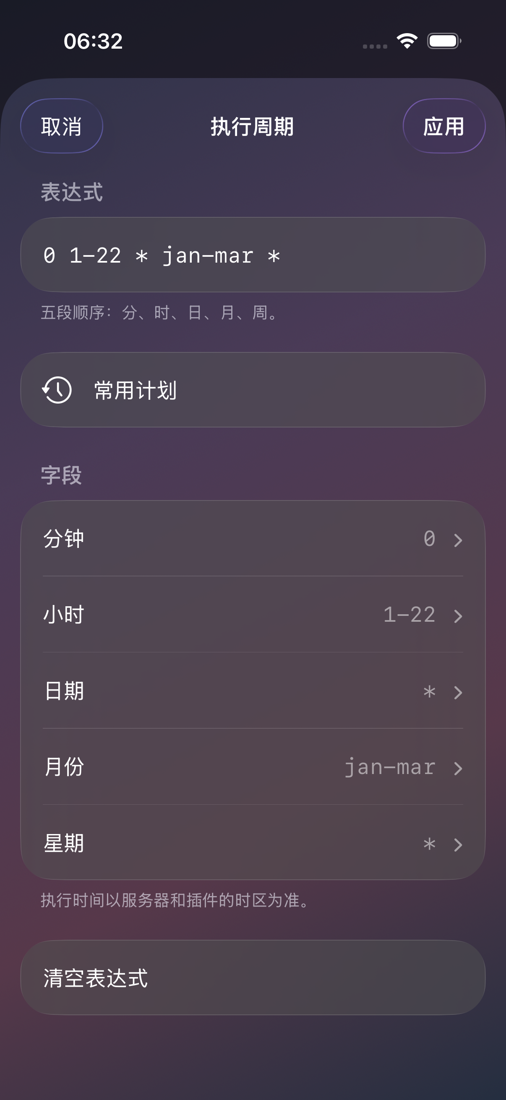 06:32
取消
执行周期
应用
表达式
0 1-22 * jan-mar *
五段顺序：分、时、日、月、周。
常用计划
字段
分钟 0
小时 1-22
日期 *
月份 jan-mar
星期 *
执行时间以服务器和插件的时区为准。
清空表达式